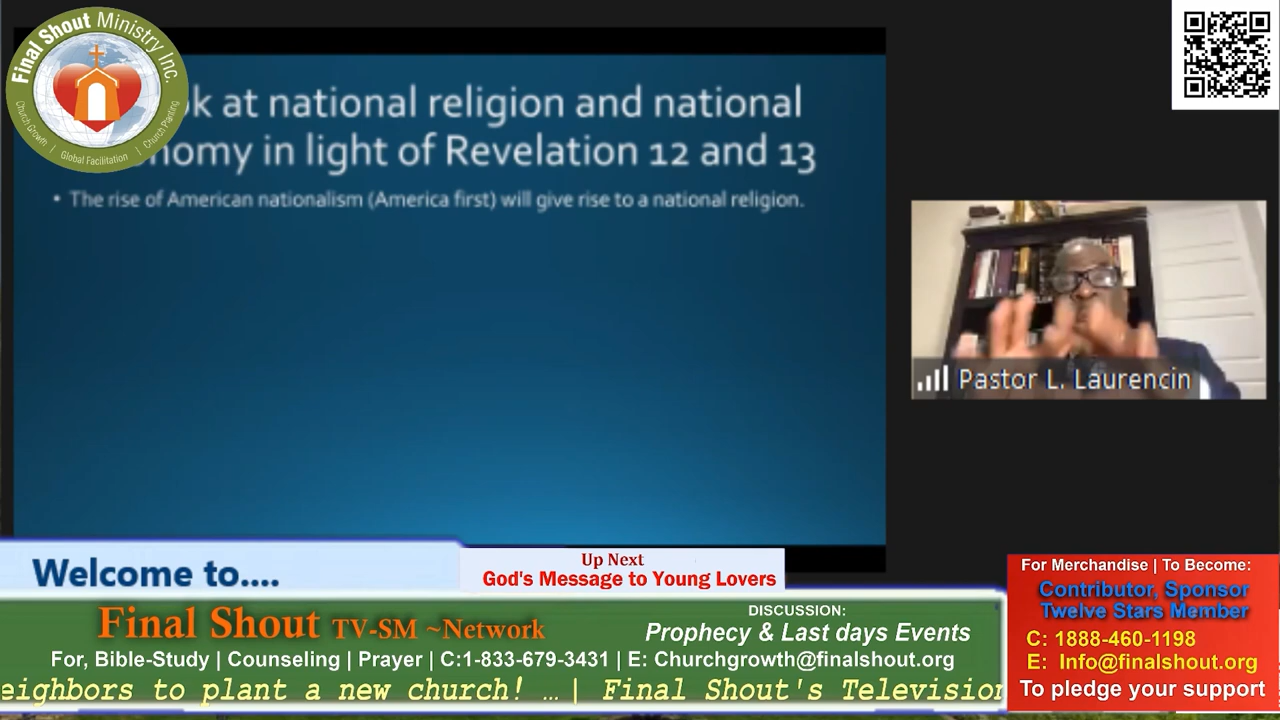 Final Shout Ministry Inc.
Church Growth | Global Facilitation | Church Planting
at national religion and national
in light of Revelation 12 and 13
• The rise of American nationalism (America first) will give rise to a national religion.
Pastor L. Laurencin
Welcome to....
Up Next
God's Message to Young Lovers
Final Shout TV-SM ~Network
DISCUSSION:
Prophecy & Last days Events
For, Bible-Study | Counseling | Prayer | C:1-833-679-3431 | E: Churchgrowth@finalshout.org
eighbors to plant a new church! ... | Final Shout's Television
For Merchandise | To Become:
Contributor, Sponsor
Twelve Stars Member
C: 1888-460-1198
E: Info@finalshout.org
To pledge your support